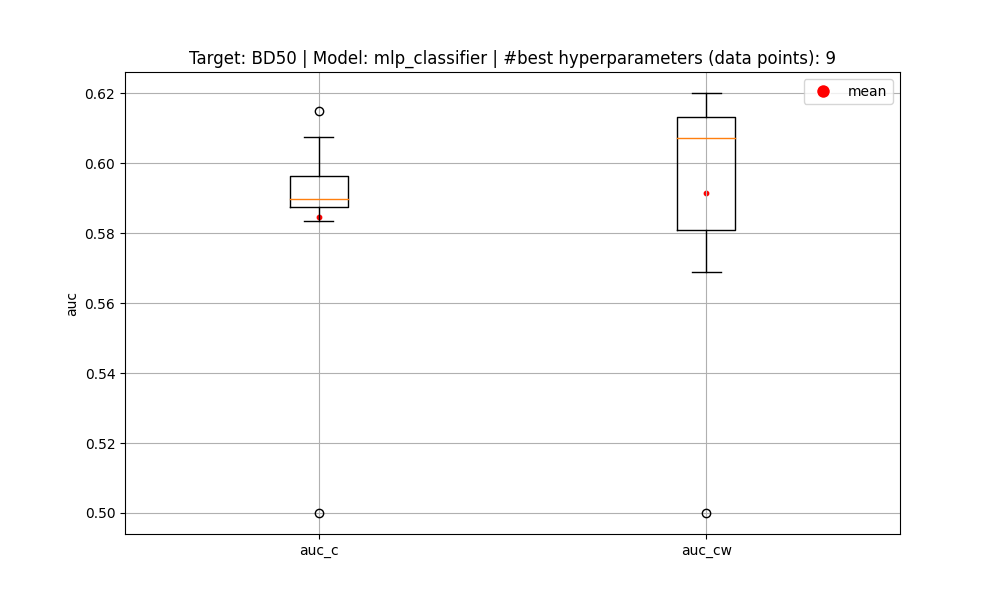 Target: BD50 | Model: mlp_classifier | #best hyperparameters (data points): 9
mean
auc
0.62
0.60
0.58
0.56
0.54
0.52
0.50
auc_c
auc_cw